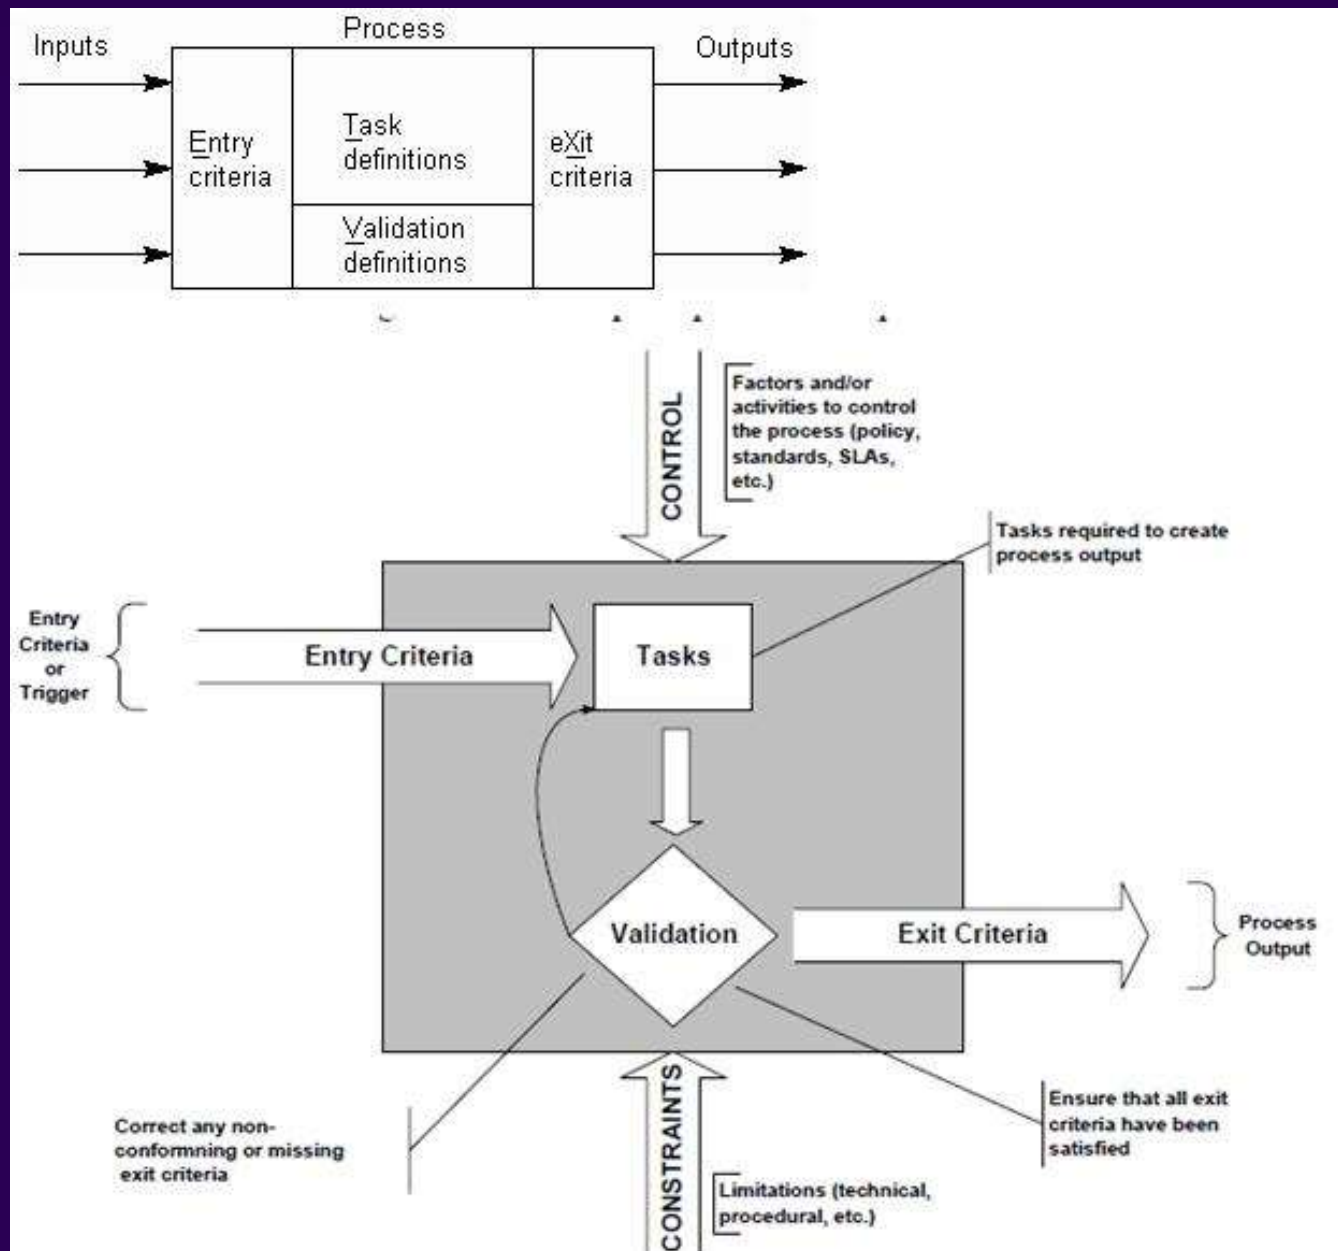 Process
Inputs
Outputs
Entry
criteria
Task
definitions
eXit
criteria
Validation
definitions
CONTROL
Factors and/or
activities to control
the process (policy,
standards, SLAs,
etc.)
Tasks required to create
process output
Entry
Criteria
or
Trigger
Entry Criteria
Tasks
Validation
Exit Criteria
Process
Output
Correct any non-
conformning or missing
exit criteria
Ensure that all exit
criteria have been
satisfied
CONSTRAINTS
Limitations (technical,
procedural, etc.)